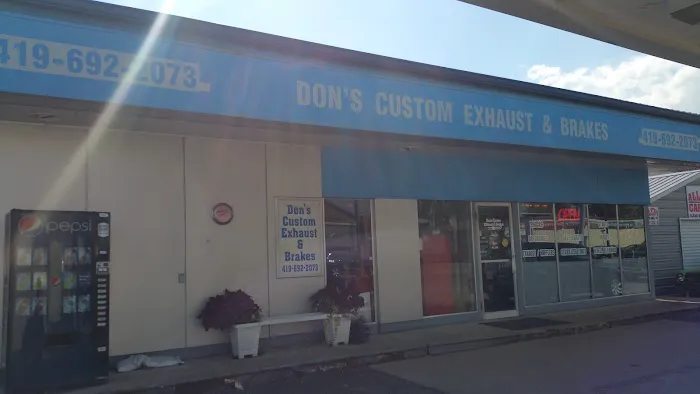 419-692-2073
DON'S CUSTOM EXHAUST & BRAKES
419-692-2073
pepsi
Don's
Custom
Exhaust
&
Brakes
419-692-2073